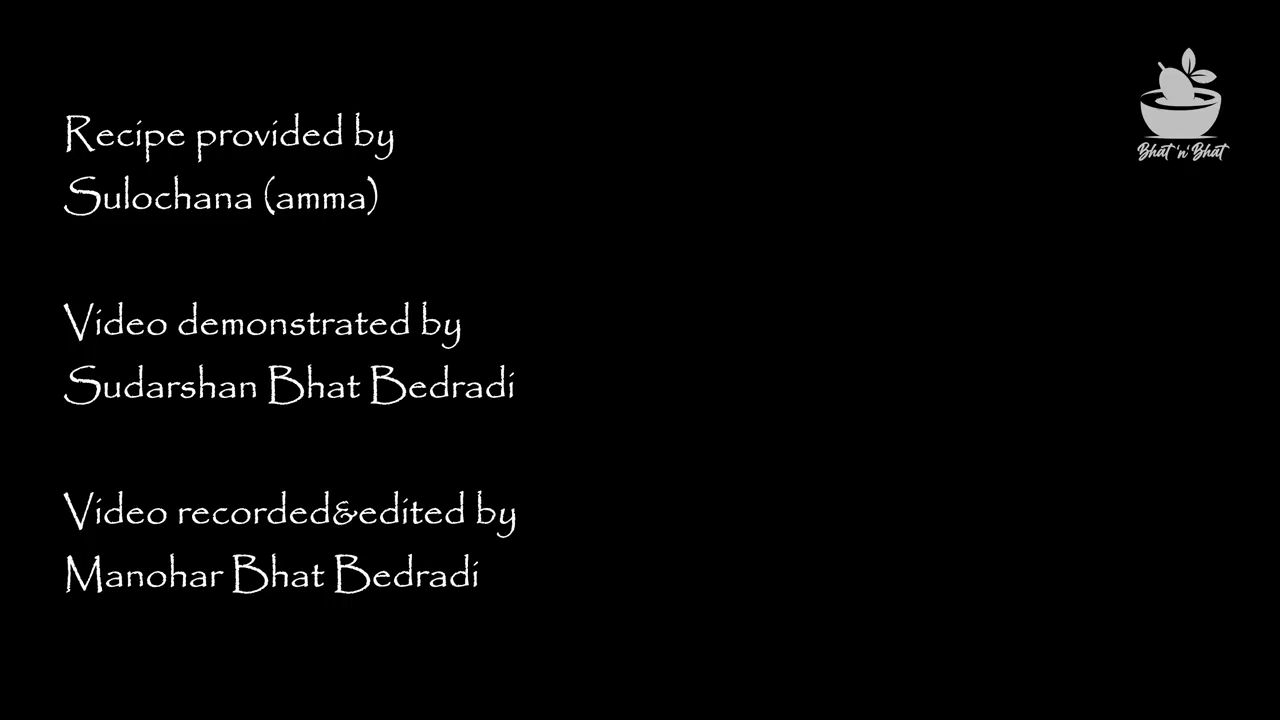 Recipe provided by
Sulochana (amma)
Video demonstrated by
Sudarshan Bhat Bedradi
Video recorded&edited by
Manohar Bhat Bedradi
Bhat 'n' Bhat